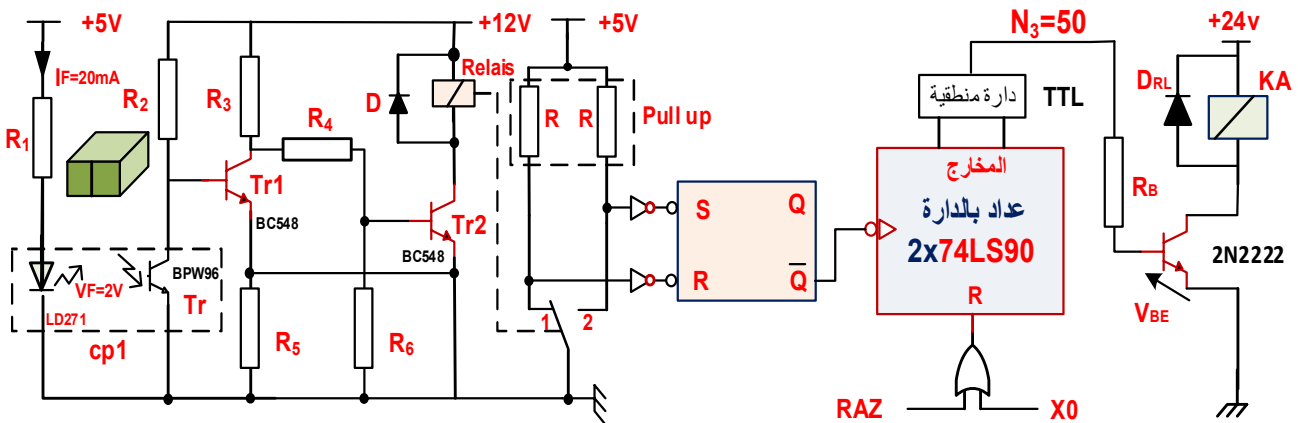 +5V
IF=20mA
R1
R2
R3
R4
Tr1
BC548
BPW96
Tr
VF=2V
LD271
cp1
R5
R6
D
Relais
+12V
Tr2
BC548
+5V
R
R
Pull up
1
2
S
Q
R
Q̅
N3=50
دارة منطقية
TTL
المخارج
عداد بالدارة
2x74LS90
R
RAZ
X0
+24v
DRL
KA
RB
2N2222
VBE